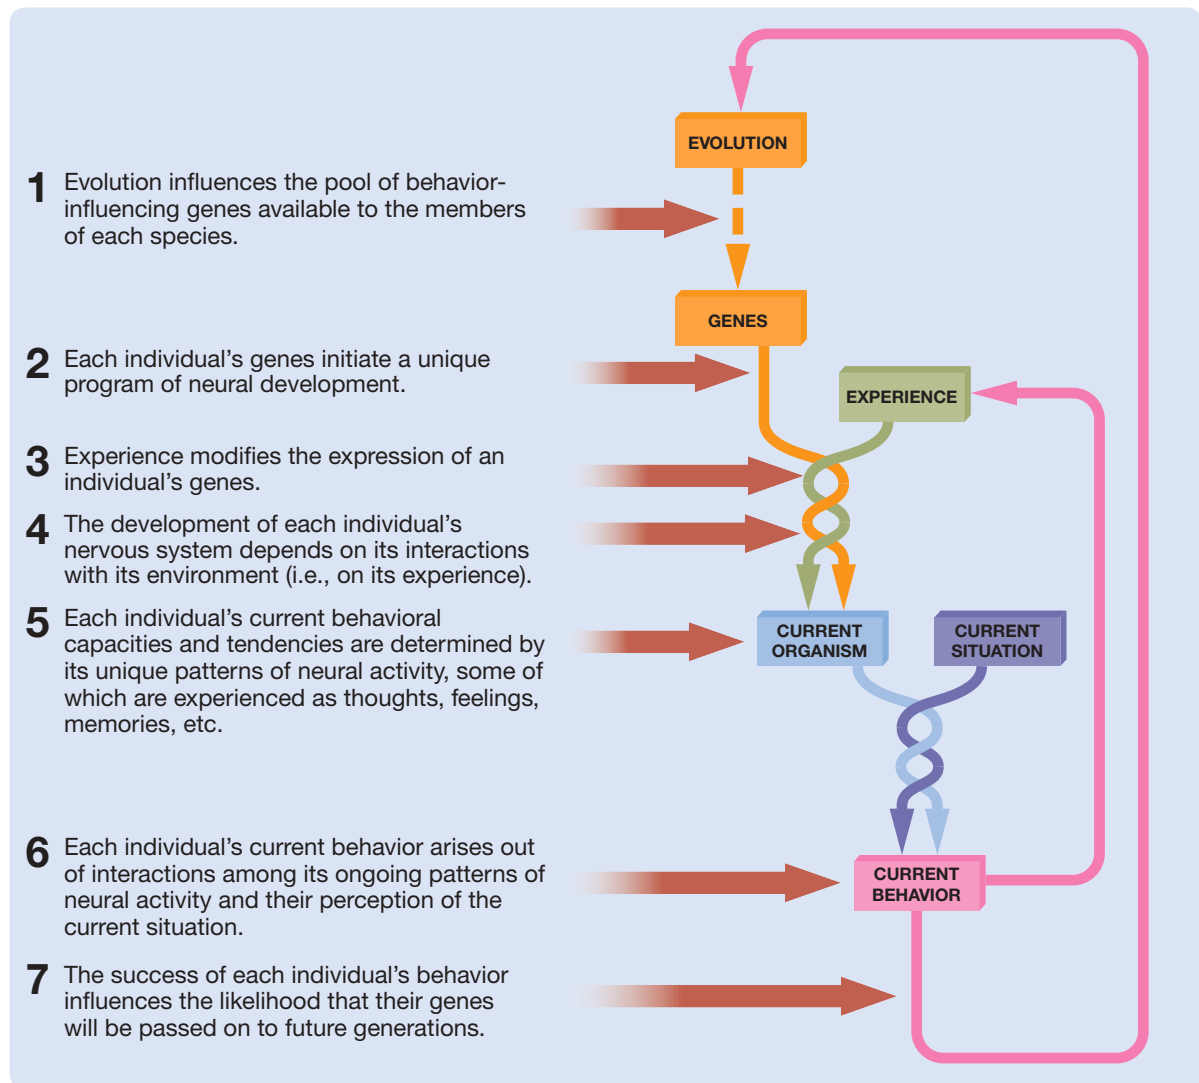 EVOLUTION
1 Evolution influences the pool of behavior-
influencing genes available to the members
of each species.
GENES
2 Each individual’s genes initiate a unique
program of neural development.
EXPERIENCE
3 Experience modifies the expression of an
individual’s genes.
4 The development of each individual’s
nervous system depends on its interactions
with its environment (i.e., on its experience).
5 Each individual’s current behavioral
capacities and tendencies are determined by
its unique patterns of neural activity, some of
which are experienced as thoughts, feelings,
memories, etc.
CURRENT
ORGANISM
CURRENT
SITUATION
6 Each individual’s current behavior arises out
of interactions among its ongoing patterns of
neural activity and their perception of the
current situation.
CURRENT
BEHAVIOR
7 The success of each individual’s behavior
influences the likelihood that their genes
will be passed on to future generations.